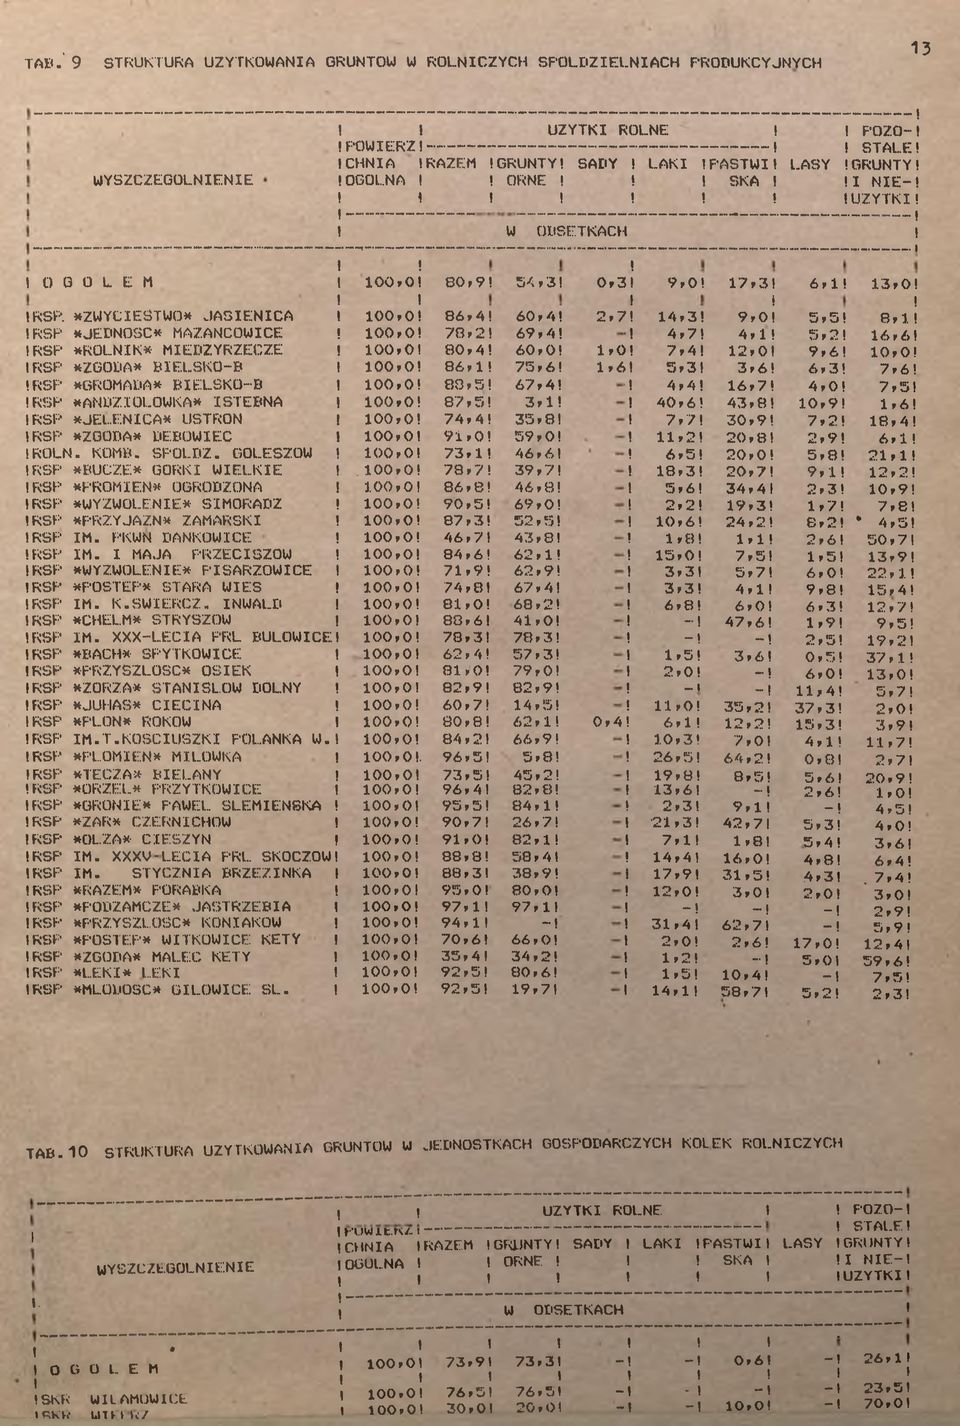 13
TAB. 9 STRUKTURA UZYTKOWANIA GRUNTOW W ROLNICZYCH SPOLDZIELNIACH PRODUKCYJNYCH
! ! ! UZYTKI ROLNE ! ! POZO-!
! !POWIERZ! ! ! STALE!
! !CHNIA !RAZEM !GRUNTY! SADY ! LAKI !PASTWI! LASY !GRUNTY!
! WYSZCZEGOLNIENIE !OGOLNA ! ! ORNE ! ! ! SKA ! !I NIE-!
! ! ! ! ! ! ! !UZYTKI!
! ! W ODSETKACH !
! O G O L E M ! 100,0! 80,9! 54,3! 0,3! 9,0! 17,3! 6,1! 13,0!
!RSP. *ZWYCIESTWO* JASIENICA ! 100,0! 86,4! 60,4! 2,7! 14,3! 9,0! 5,5! 8,1!
!RSP *JEDNOSC* MAZANCOWICE ! 100,0! 78,2! 69,4! -! 4,7! 4,1! 5,2! 16,6!
!RSP *ROLNIK* MIEDZYRZECZE ! 100,0! 80,4! 60,0! 1,0! 7,4! 12,0! 9,6! 10,0!
!RSP *ZGODA* BIELSKO-B ! 100,0! 86,1! 75,6! 1,6! 5,3! 3,6! 6,3! 7,6!
!RSP *GROMADA* BIELSKO-B ! 100,0! 88,5! 67,4! -! 4,4! 16,7! 4,0! 7,5!
!RSP *ANDZIOLOWKA* ISTEBNA ! 100,0! 87,5! 3,1! -! 40,6! 43,8! 10,9! 1,6!
!RSP *JELENICA* USTRON ! 100,0! 74,4! 35,8! -! 7,7! 30,9! 7,2! 18,4!
!RSP *ZGODA* DEBOWIEC ! 100,0! 91,0! 59,0! -! 11,2! 20,8! 2,9! 6,1!
!ROLN. KOMB. SPOLDZ. GOLESZOW ! 100,0! 73,1! 46,6! -! 6,5! 20,0! 5,8! 21,1!
!RSP *BUCZE* GORKI WIELKIE ! 100,0! 78,7! 39,7! -! 18,3! 20,7! 9,1! 12,2!
!RSP *PROMIEN* OGRODZONA ! 100,0! 86,8! 46,8! -! 5,6! 34,4! 2,3! 10,9!
!RSP *WYZWOLENIE* SIMORADZ ! 100,0! 90,5! 69,0! -! 2,2! 19,3! 1,7! 7,8!
!RSP *PRZYJAZN* ZAMARSKI ! 100,0! 87,3! 52,5! -! 10,6! 24,2! 8,2! 4,5!
!RSP IM. PKWN DANKOWICE ! 100,0! 46,7! 43,8! -! 1,8! 1,1! 2,6! 50,7!
!RSP IM. I MAJA PRZECISZOW ! 100,0! 84,6! 62,1! -! 15,0! 7,5! 1,5! 13,9!
!RSP *WYZWOLENIE* PISARZOWICE ! 100,0! 71,9! 62,9! -! 3,3! 5,7! 6,0! 22,1!
!RSP *POSTEP* STARA WIES ! 100,0! 74,8! 67,4! -! 3,3! 4,1! 9,8! 15,4!
!RSP IM. K.SWIERCZ. INWALD ! 100,0! 81,0! 68,2! -! 6,8! 6,0! 6,3! 12,7!
!RSP *CHELM* STRYSZOW ! 100,0! 88,6! 41,0! -! -! 47,6! 1,9! 9,5!
!RSP IM. XXX-LECIA PRL BULOWICE! 100,0! 78,3! 78,3! -! -! -! 2,5! 19,2!
!RSP *BACH* SPYTKOWICE ! 100,0! 62,4! 57,3! -! 1,5! 3,6! 0,5! 37,1!
!RSP *PRZYSZLOSC* OSIEK ! 100,0! 81,0! 79,0! -! 2,0! -! 6,0! 13,0!
!RSP *ZORZA* STANISLOW DOLNY ! 100,0! 82,9! 82,9! -! -! -! 11,4! 5,7!
!RSP *JUHAS* CIECINA ! 100,0! 60,7! 14,5! -! 11,0! 35,2! 37,3! 2,0!
!RSP *PLON* ROKOW ! 100,0! 80,8! 62,1! 0,4! 6,1! 12,2! 15,3! 3,9!
!RSP IM.T.KOSCIUSZKI POLANKA W.! 100,0! 84,2! 66,9! -! 10,3! 7,0! 4,1! 11,7!
!RSP *PLOMIEN* MILOWKA ! 100,0! 96,5! 5,8! -! 26,5! 64,2! 0,8! 2,7!
!RSP *TECZA* BIELANY ! 100,0! 73,5! 45,2! -! 19,8! 8,5! 5,6! 20,9!
!RSP *ORZEL* PRZYTKOWICE ! 100,0! 96,4! 82,8! -! 13,6! -! 2,6! 1,0!
!RSP *GRONIE* PAWEL SLEMIENSKA ! 100,0! 95,5! 84,1! -! 2,3! 9,1! -! 4,5!
!RSP *ZAR* CZERNICHOW ! 100,0! 90,7! 26,7! -! 21,3! 42,7! 5,3! 4,0!
!RSP *OLZA* CIESZYN ! 100,0! 91,0! 82,1! -! 7,1! 1,8! 5,4! 3,6!
!RSP IM. XXXV-LECIA PRL SKOCZOW! 100,0! 88,8! 58,4! -! 14,4! 16,0! 4,8! 6,4!
!RSP IM. STYCZNIA BRZEZINKA ! 100,0! 88,3! 38,9! -! 17,9! 31,5! 4,3! 7,4!
!RSP *RAZEM* PORABKA ! 100,0! 95,0! 80,0! -! 12,0! 3,0! 2,0! 3,0!
!RSP *PODZAMCZE* JASTRZEBIA ! 100,0! 97,1! 97,1! -! -! -! -! 2,9!
!RSP *PRZYSZLOSC* KONIAKOW ! 100,0! 94,1! -! -! 31,4! 62,7! -! 5,9!
!RSP *POSTEP* WITKOWICE KETY ! 100,0! 70,6! 66,0! -! 2,0! 2,6! 17,0! 12,4!
!RSP *ZGODA* MALEC KETY ! 100,0! 35,4! 34,2! -! 1,2! -! 5,0! 59,6!
!RSP *LEKI* LEKI ! 100,0! 92,5! 80,6! -! 1,5! 10,4! -! 7,5!
!RSP *MLODOSC* GILOWICE SL. ! 100,0! 92,5! 19,7! -! 14,1! 58,7! 5,2! 2,3!
TAB. 10 STRUKTURA UZYTKOWANIA GRUNTOW W JEDNOSTKACH GOSPODARCZYCH KOLEK ROLNICZYCH
! ! ! UZYTKI ROLNE ! ! POZO-!
! !POWIERZ! ! ! STALE!
! !CHNIA !RAZEM !GRUNTY! SADY ! LAKI !PASTWI! LASY !GRUNTY!
! WYSZCZEGOLNIENIE !OGOLNA ! ! ORNE ! ! ! SKA ! !I NIE-!
! ! ! ! ! ! ! !UZYTKI!
! ! W ODSETKACH !
! O G O L E M ! 100,0! 73,9! 73,3! -! -! 0,6! -! 26,1!
!SKR WILAMOWICE ! 100,0! 76,5! 76,5! -! -! -! -! 23,5!
!SKR WIEPRZ ! 100,0! 30,0! 20,0! -! -! 10,0! -! 70,0!